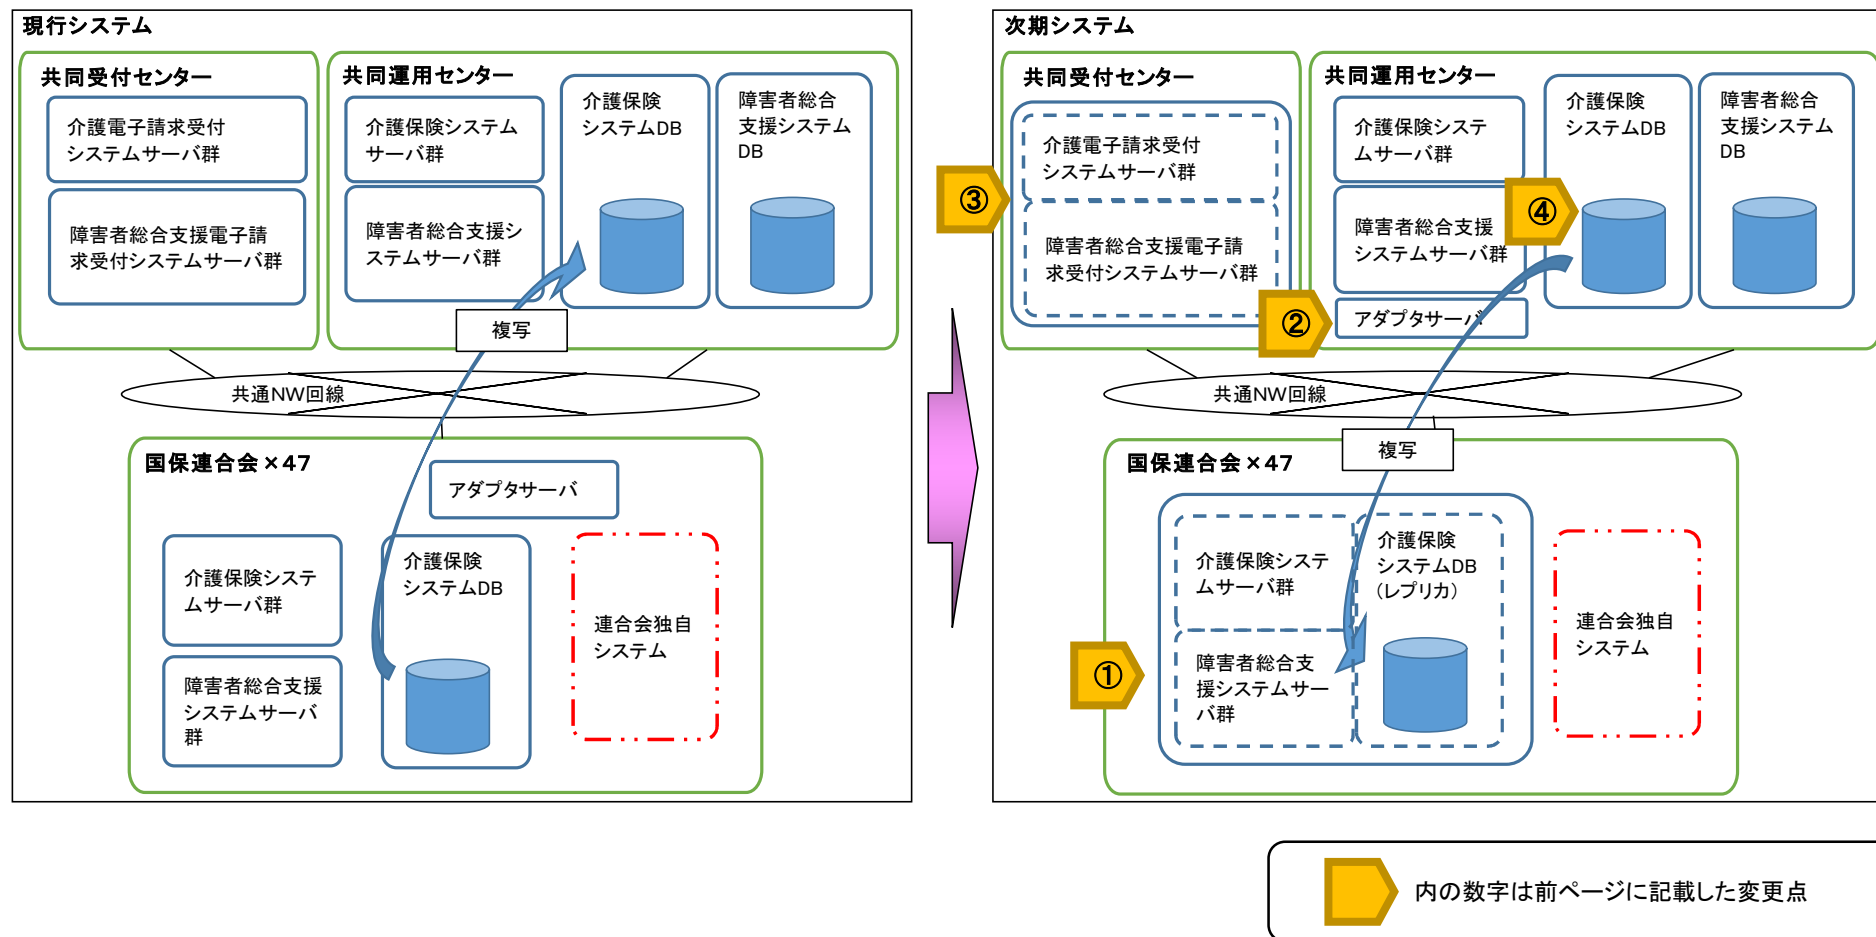 現行システム
共同受付センター
介護電子請求受付
システムサーバ群
障害者総合支援電子請
求受付システムサーバ群
共同運用センター
介護保険システム
サーバ群
障害者総合支援シ
ステムサーバ群
介護保険
システムDB
障害者総合
支援システム
DB
複写
共通NW回線
国保連合会×47
アダプタサーバ
介護保険システ
ムサーバ群
障害者総合支援
システムサーバ
群
介護保険
システムDB
連合会独自
システム
次期システム
共同受付センター
介護電子請求受付
システムサーバ群
障害者総合支援電子請
求受付システムサーバ群
③
共同運用センター
介護保険システ
ムサーバ群
障害者総合支援
システムサーバ群
アダプタサーバ
②
介護保険
システムDB
④
障害者総合
支援システム
DB
共通NW回線
複写
国保連合会×47
介護保険システ
ムサーバ群
障害者総合支
援システムサー
バ群
①
介護保険
システムDB
(レプリカ)
連合会独自
システム
内の数字は前ページに記載した変更点